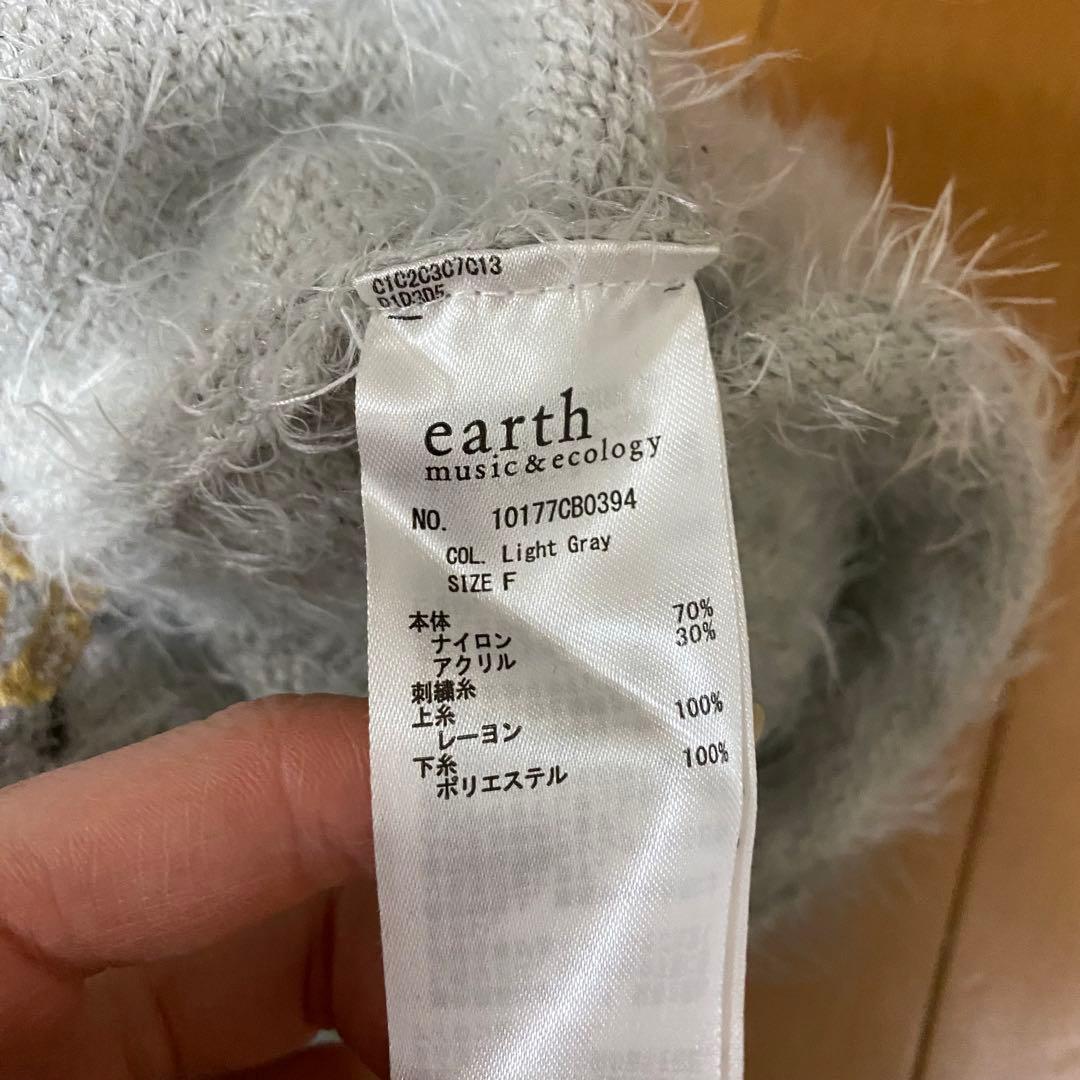 C1C2C3C7C13
D1D3D5
earth
music&ecology
NO. 10177CB0394
COL. Light Gray
SIZE F
本体
ナイロン 70%
アクリル 30%
刺繍糸
上糸
レーヨン 100%
下糸
ポリエステル 100%